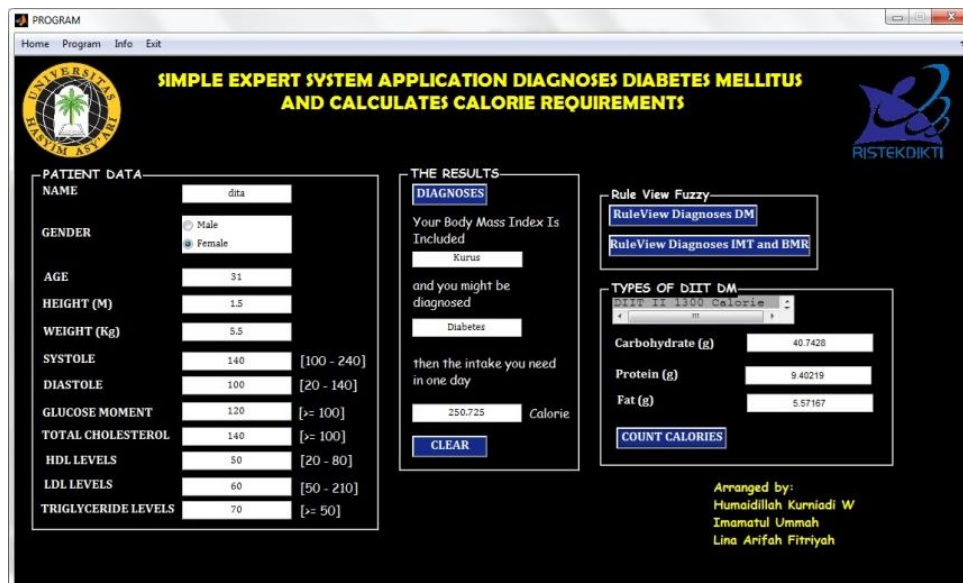 PROGRAM
Home Program Info Exit
UNIVERSITAS
HASYIM ASY'ARI
SIMPLE EXPERT SYSTEM APPLICATION DIAGNOSES DIABETES MELLITUS
AND CALCULATES CALORIE REQUIREMENTS
RISTEKDIKTI
PATIENT DATA
NAME dita
GENDER
Male
Female
AGE 31
HEIGHT (M) 1.5
WEIGHT (Kg) 5.5
SYSTOLE 140 [100 - 240]
DIASTOLE 100 [20 - 140]
GLUCOSE MOMENT 120 [>= 100]
TOTAL CHOLESTEROL 140 [>= 100]
HDL LEVELS 50 [20 - 80]
LDL LEVELS 60 [50 - 210]
TRIGLYCERIDE LEVELS 70 [>= 50]
THE RESULTS
DIAGNOSES
Your Body Mass Index Is
Included
Kurus
and you might be
diagnosed
Diabetes
then the intake you need
in one day
250.725 Calorie
CLEAR
Rule View Fuzzy
RuleView Diagnoses DM
RuleView Diagnoses IMT and BMR
TYPES OF DIIT DM
DIIT II 1300 Calorie
Carbohydrate (g) 40.7428
Protein (g) 9.40219
Fat (g) 5.57167
COUNT CALORIES
Arranged by:
Humaidillah Kurniadi W
Imamatul Ummah
Lina Arifah Fitriyah